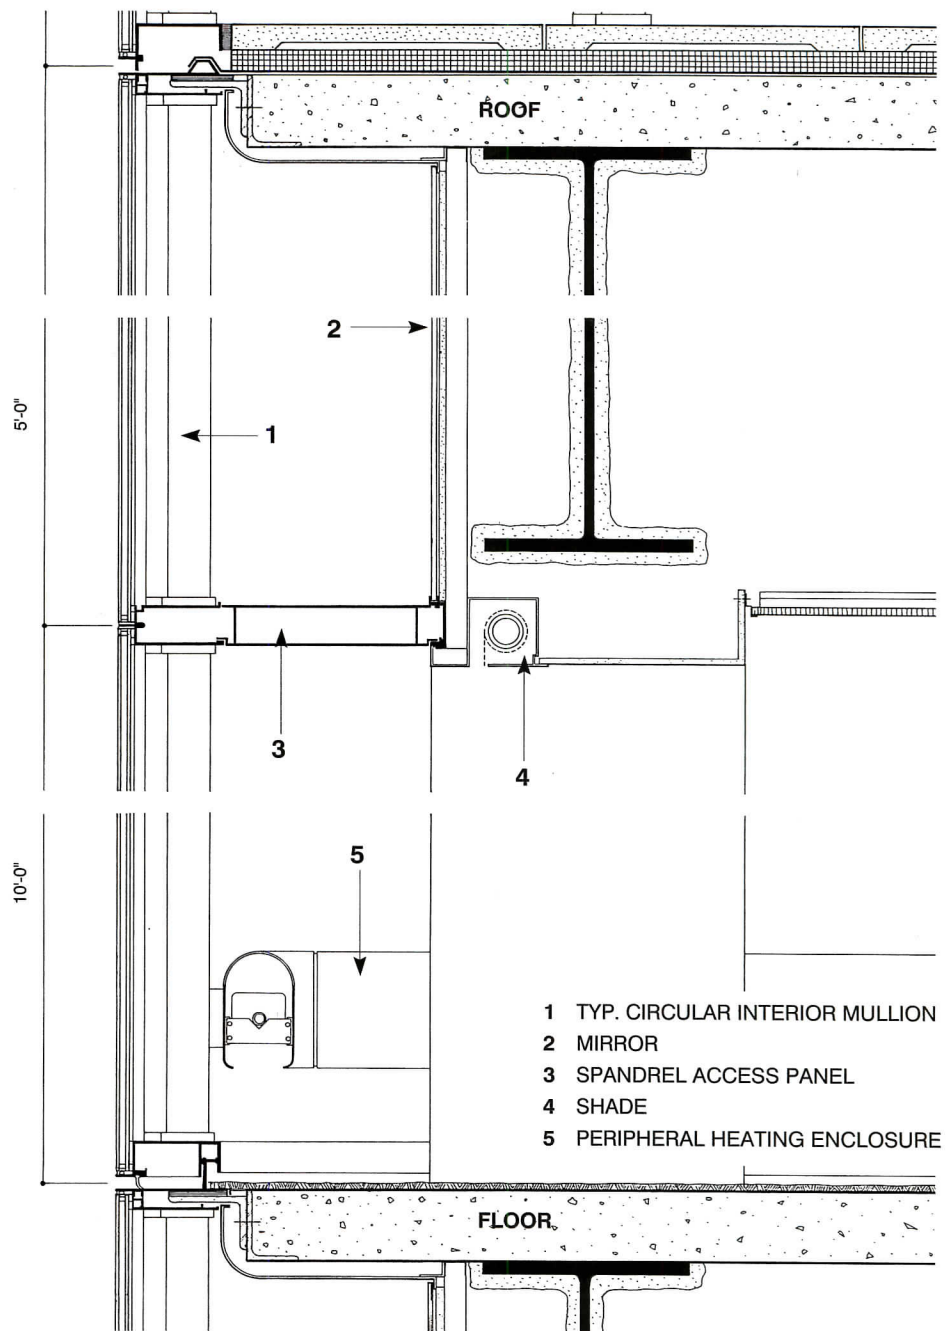 ROOF
2
5'-0"
1
3
4
10'-0"
5
1 TYP. CIRCULAR INTERIOR MULLION
2 MIRROR
3 SPANDREL ACCESS PANEL
4 SHADE
5 PERIPHERAL HEATING ENCLOSURE
FLOOR